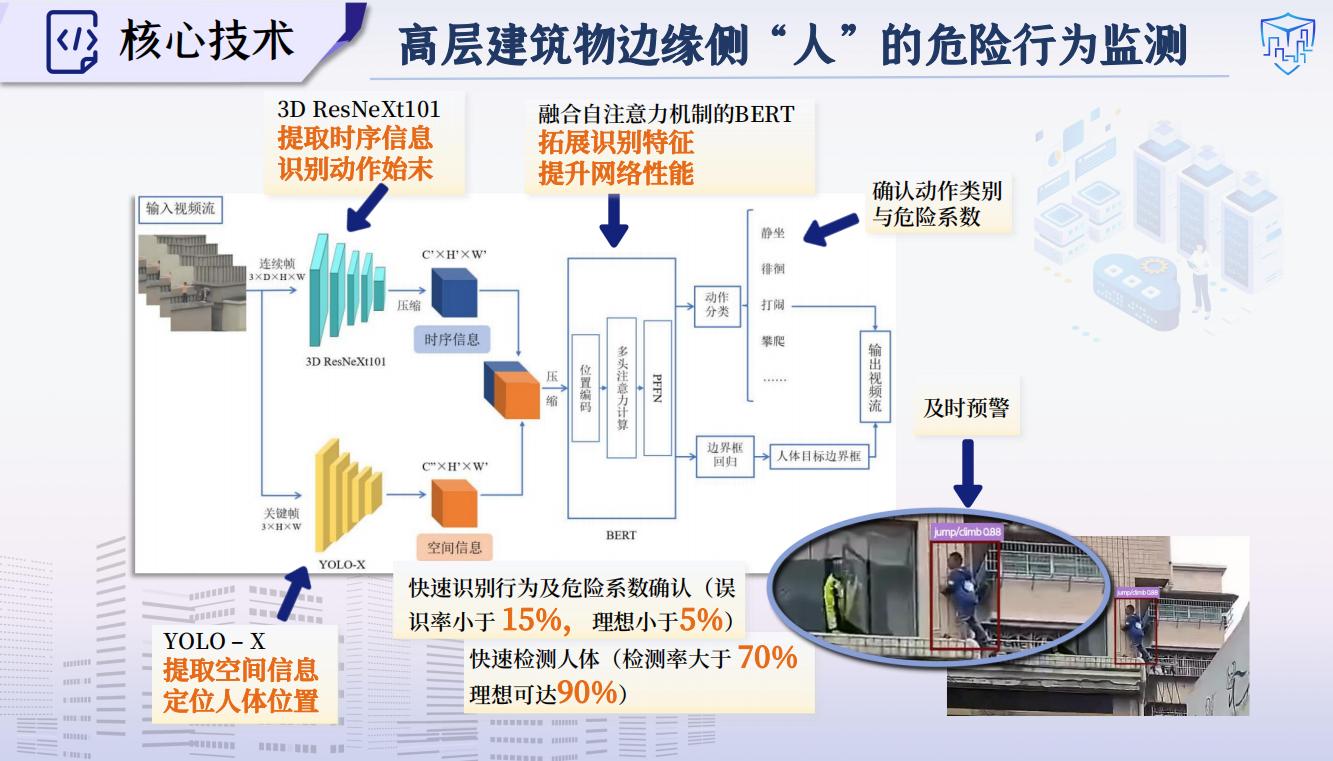 核心技术
高层建筑物边缘侧“人”的危险行为监测
3D ResNeXt101
提取时序信息
识别动作始末
融合自注意力机制的BERT
拓展识别特征
提升网络性能
确认动作类别
与危险系数
输入视频流
连续帧
3×D×H×W
3D ResNeXt101
压缩
C'×H'×W'
时序信息
关键帧
3×H×W
YOLO-X
C''×H'×W'
空间信息
压
缩
位置编码
多头注意力计算
PFFN
BERT
动作
分类
静坐
徘徊
打闹
攀爬
......
边界框
回归
人体目标边界框
输出视频流
及时预警
jump/climb 0.88
jump/climb 0.88
YOLO – X
提取空间信息
定位人体位置
快速识别行为及危险系数确认（误
识率小于 15%， 理想小于5%）
快速检测人体（检测率大于 70%
理想可达90%）